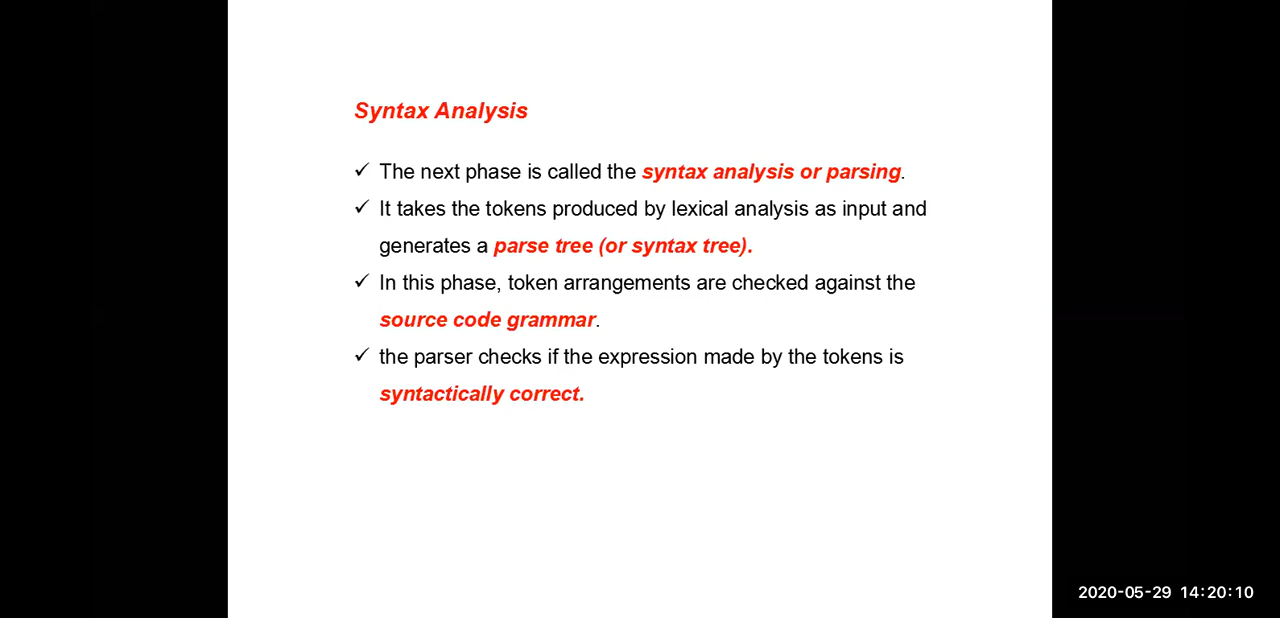 Syntax Analysis
✓ The next phase is called the syntax analysis or parsing.
✓ It takes the tokens produced by lexical analysis as input and
generates a parse tree (or syntax tree).
✓ In this phase, token arrangements are checked against the
source code grammar.
✓ the parser checks if the expression made by the tokens is
syntactically correct.
2020-05-29 14:20:10